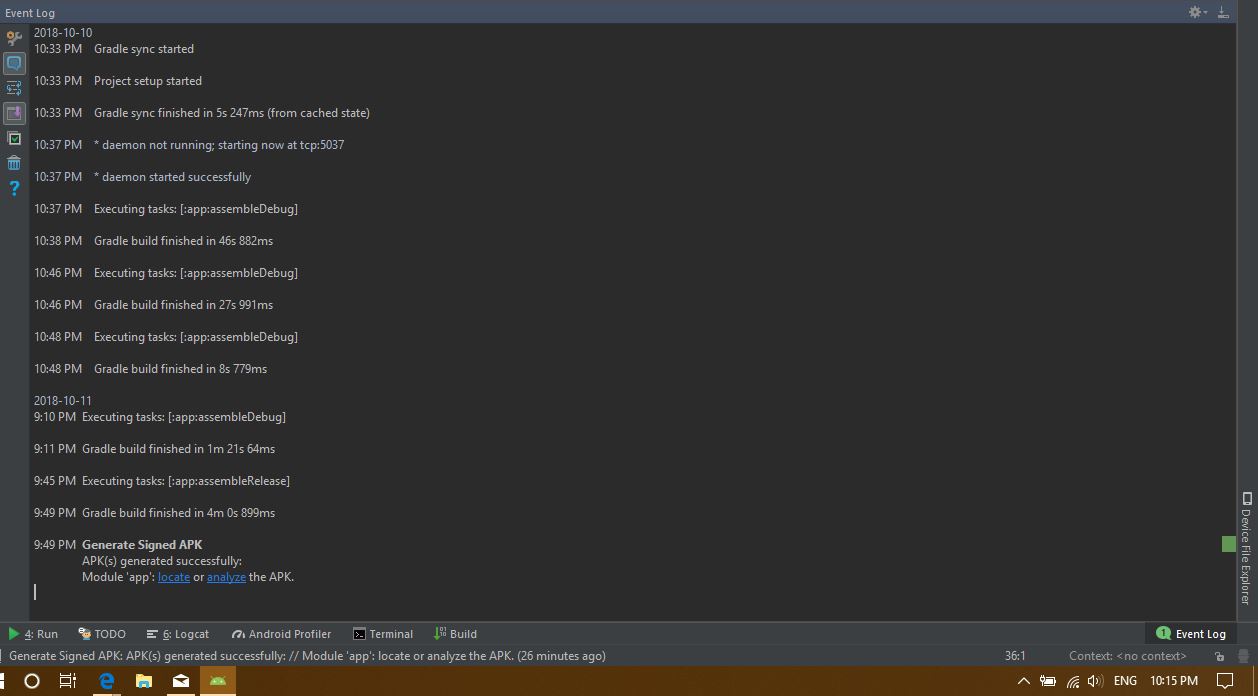 Event Log
2018-10-10
10:33 PM Gradle sync started
10:33 PM Project setup started
10:33 PM Gradle sync finished in 5s 247ms (from cached state)
10:37 PM * daemon not running; starting now at tcp:5037
10:37 PM * daemon started successfully
10:37 PM Executing tasks: [:app:assembleDebug]
10:38 PM Gradle build finished in 46s 882ms
10:46 PM Executing tasks: [:app:assembleDebug]
10:46 PM Gradle build finished in 27s 991ms
10:48 PM Executing tasks: [:app:assembleDebug]
10:48 PM Gradle build finished in 8s 779ms
2018-10-11
9:10 PM Executing tasks: [:app:assembleDebug]
9:11 PM Gradle build finished in 1m 21s 64ms
9:45 PM Executing tasks: [:app:assembleRelease]
9:49 PM Gradle build finished in 4m 0s 899ms
9:49 PM Generate Signed APK
APK(s) generated successfully:
Module 'app': locate or analyze the APK.
Device File Explorer
4: Run TODO 6: Logcat Android Profiler Terminal Build 1 Event Log
Generate Signed APK: APK(s) generated successfully: // Module 'app': locate or analyze the APK. (26 minutes ago) 36:1 Context: <no context>
ENG 10:15 PM